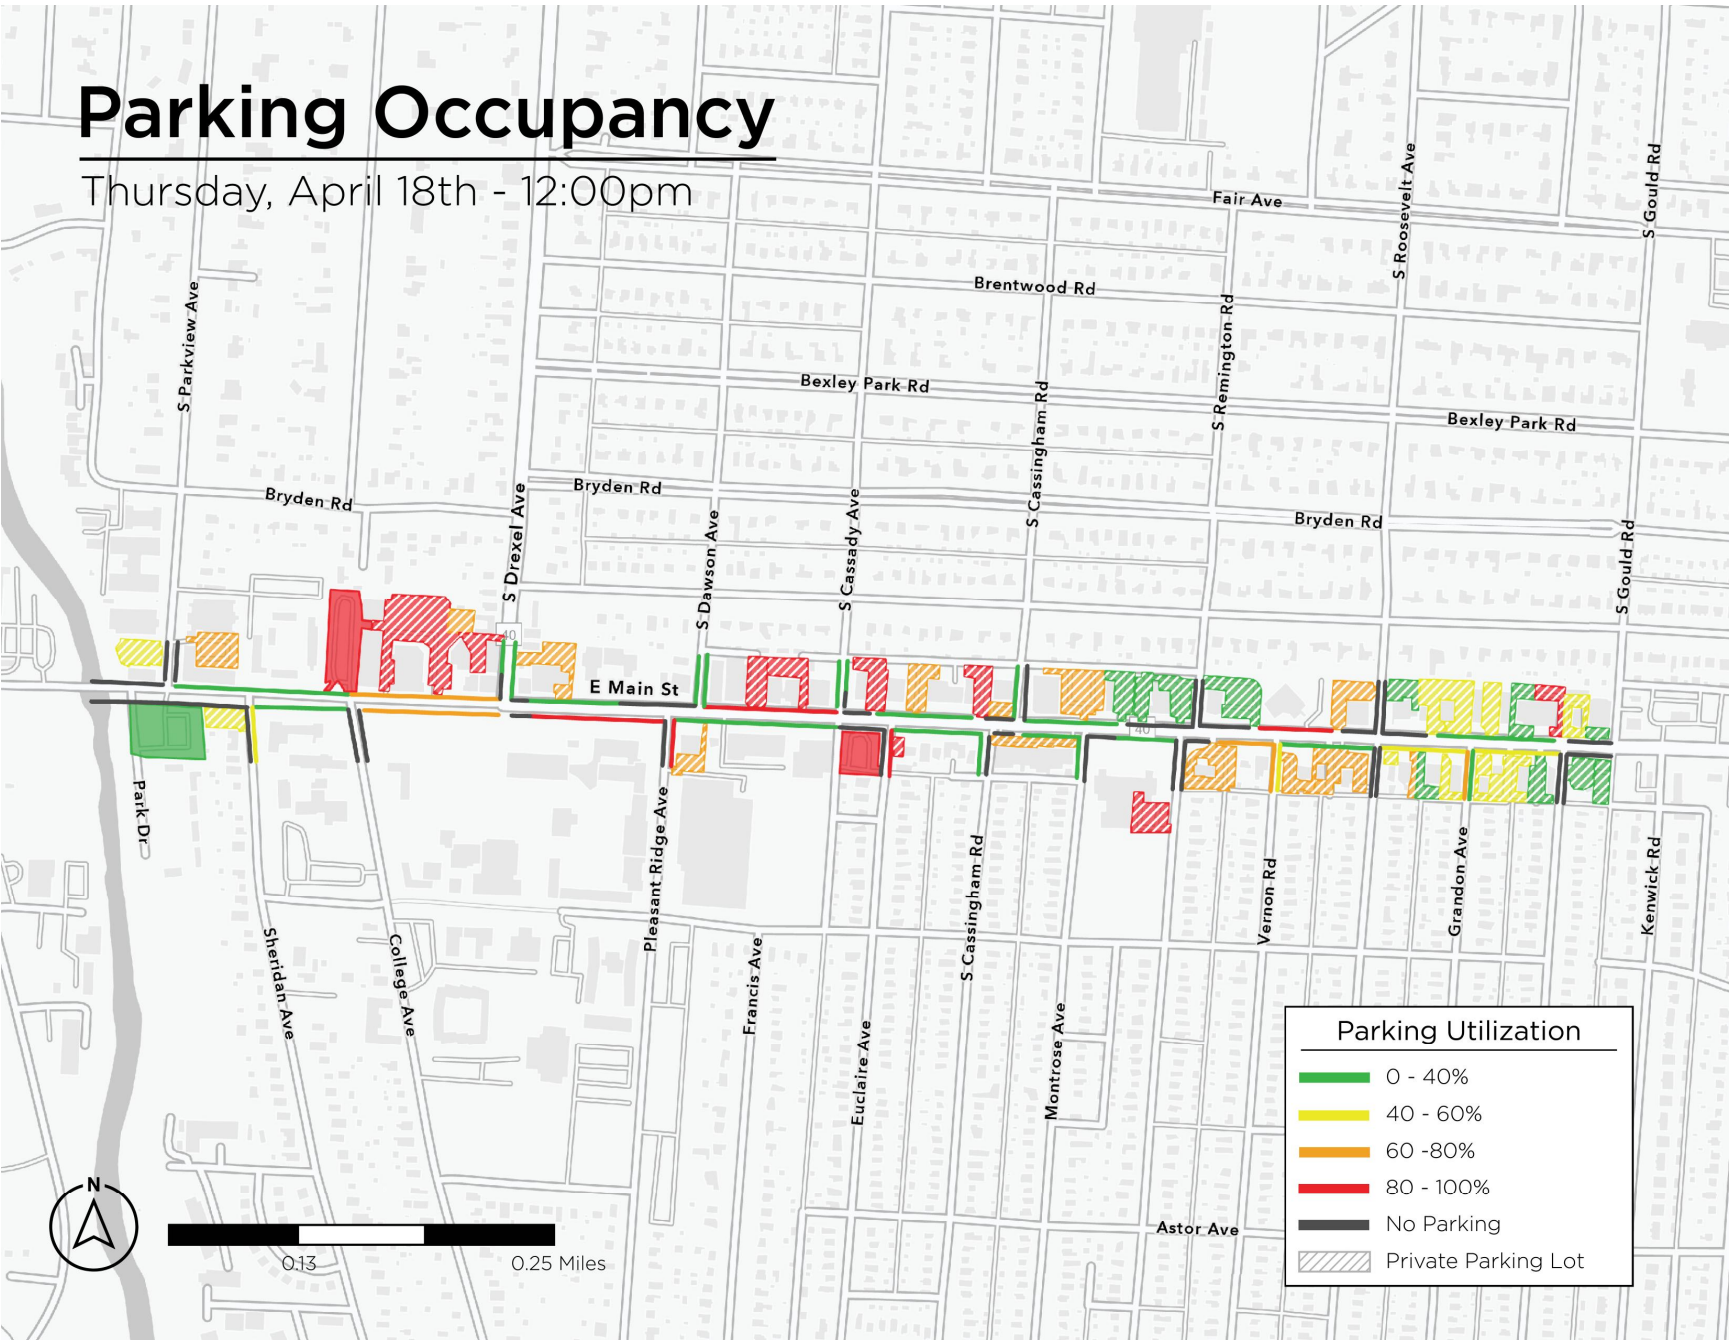 Parking Occupancy
Thursday, April 18th - 12:00pm
Fair Ave
S Roosevelt Ave
S Gould Rd
S Parkview Ave
Brentwood Rd
S Remington Rd
Bexley Park Rd
S Cassingham Rd
Bexley Park Rd
Bryden Rd
S Drexel Ave
Bryden Rd
S Dawson Ave
S Cassady Ave
Bryden Rd
S Gould Rd
40
E Main St
40
Park Dr
Pleasant Ridge Ave
S Cassingham Rd
Vernon Rd
Grandon Ave
Kenwick Rd
Sheridan Ave
College Ave
Francis Ave
Euclaire Ave
Montrose Ave
Astor Ave
Parking Utilization
0 - 40%
40 - 60%
60 -80%
80 - 100%
No Parking
Private Parking Lot
N
0.13
0.25 Miles